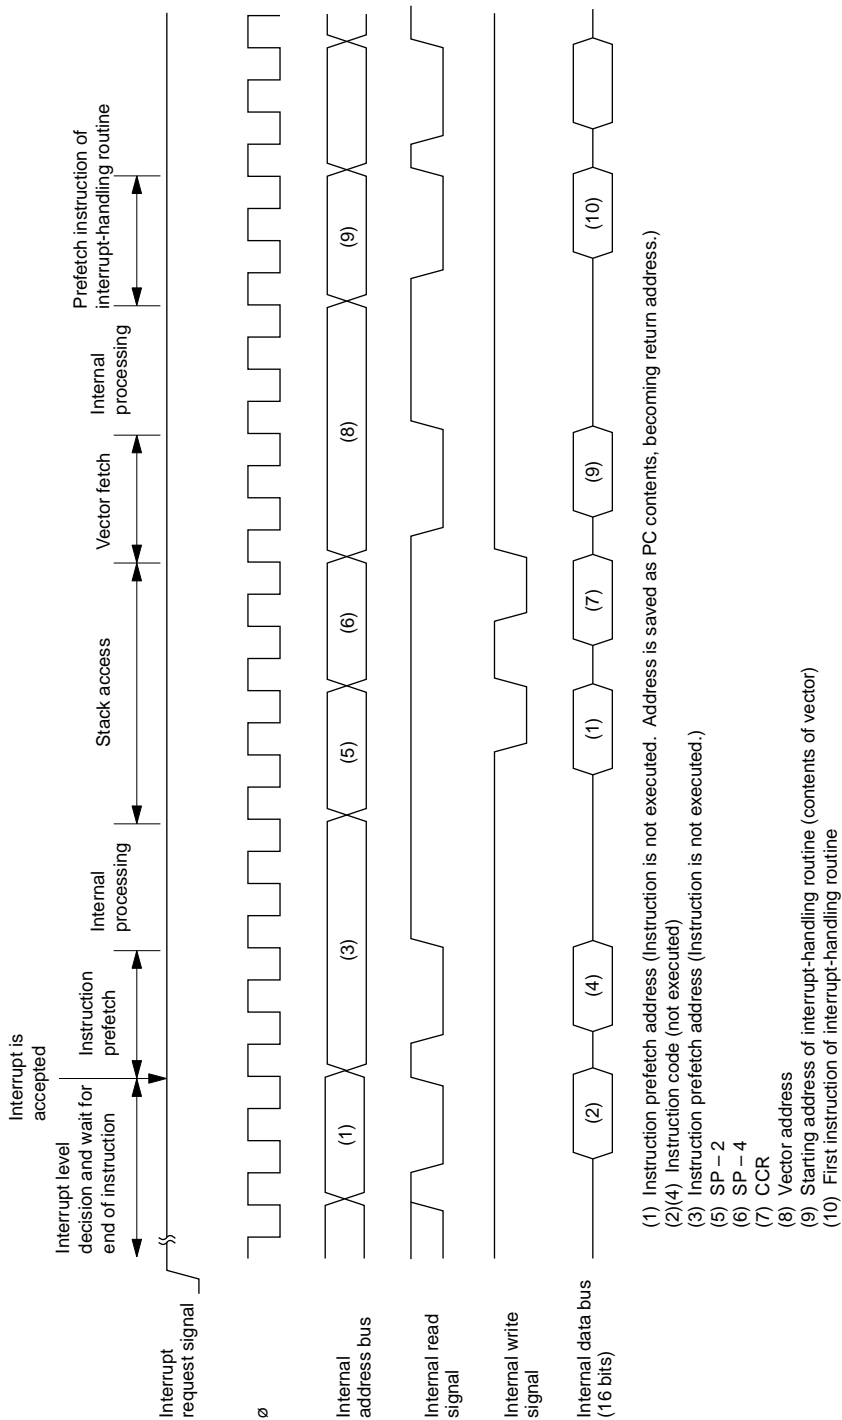 Interrupt is
accepted
Interrupt level
decision and wait for
end of instruction
Instruction
prefetch
Internal
processing
Stack access
Vector fetch
Internal
processing
Prefetch instruction of
interrupt-handling routine
Interrupt
request signal
ø
Internal
address bus
(1)
(3)
(5)
(6)
(8)
(9)
Internal read
signal
Internal write
signal
Internal data bus
(16 bits)
(2)
(4)
(1)
(7)
(9)
(10)
(1) Instruction prefetch address (Instruction is not executed. Address is saved as PC contents, becoming return address.)
(2)(4) Instruction code (not executed)
(3) Instruction prefetch address (Instruction is not executed.)
(5) SP – 2
(6) SP – 4
(7) CCR
(8) Vector address
(9) Starting address of interrupt-handling routine (contents of vector)
(10) First instruction of interrupt-handling routine